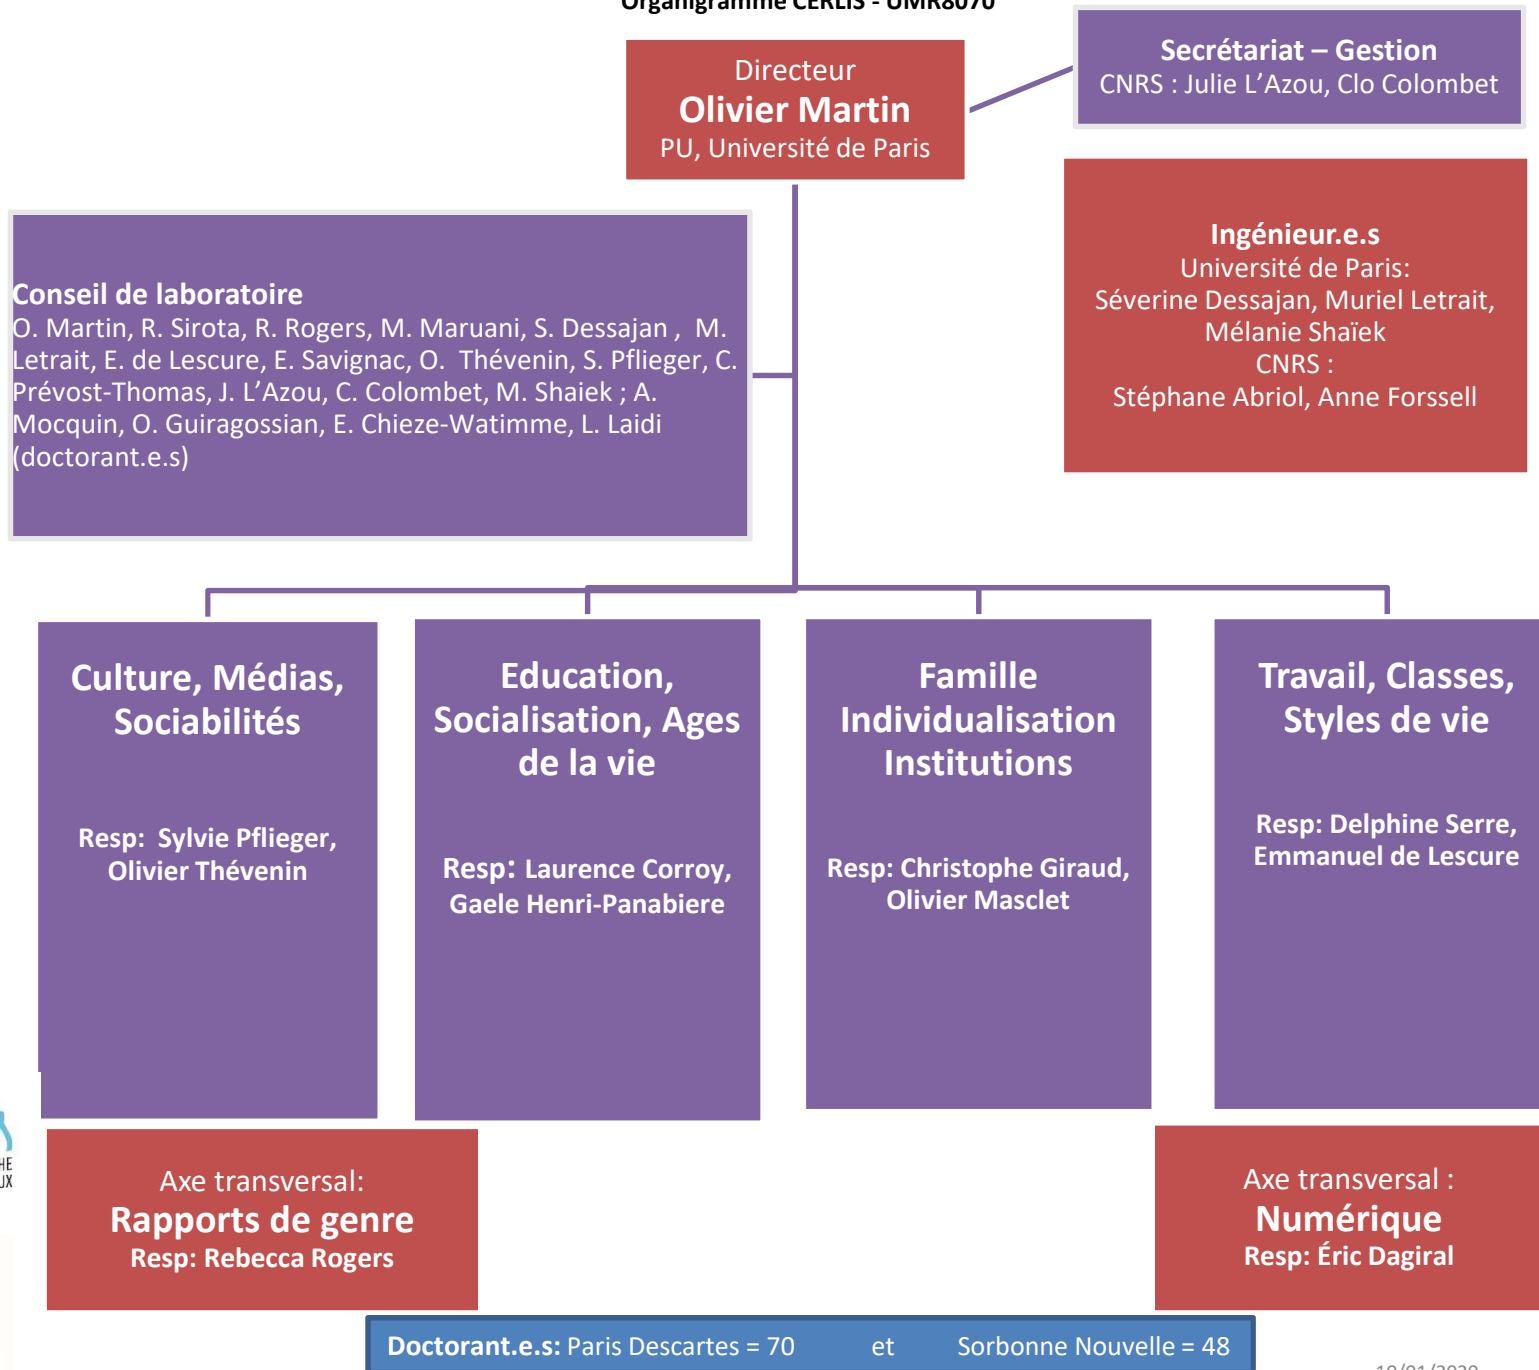 Organigramme CERLIS - UMR8070
Directeur
Olivier Martin
PU, Université de Paris
Secrétariat – Gestion
CNRS : Julie L’Azou, Clo Colombet
Ingénieur.e.s
Université de Paris:
Séverine Dessajan, Muriel Letrait,
Mélanie Shaïek
CNRS :
Stéphane Abriol, Anne Forssell
Conseil de laboratoire
O. Martin, R. Sirota, R. Rogers, M. Maruani, S. Dessajan , M.
Letrait, E. de Lescure, E. Savignac, O. Thévenin, S. Pflieger, C.
Prévost-Thomas, J. L’Azou, C. Colombet, M. Shaiek ; A.
Mocquin, O. Guiragossian, E. Chieze-Watimme, L. Laidi
(doctorant.e.s)
Culture, Médias,
Sociabilités
Resp: Sylvie Pflieger,
Olivier Thévenin
Education,
Socialisation, Ages
de la vie
Resp: Laurence Corroy,
Gaele Henri-Panabiere
Famille
Individualisation
Institutions
Resp: Christophe Giraud,
Olivier Masclet
Travail, Classes,
Styles de vie
Resp: Delphine Serre,
Emmanuel de Lescure
Axe transversal:
Rapports de genre
Resp: Rebecca Rogers
Axe transversal :
Numérique
Resp: Éric Dagiral
Doctorant.e.s: Paris Descartes = 70 et Sorbonne Nouvelle = 48